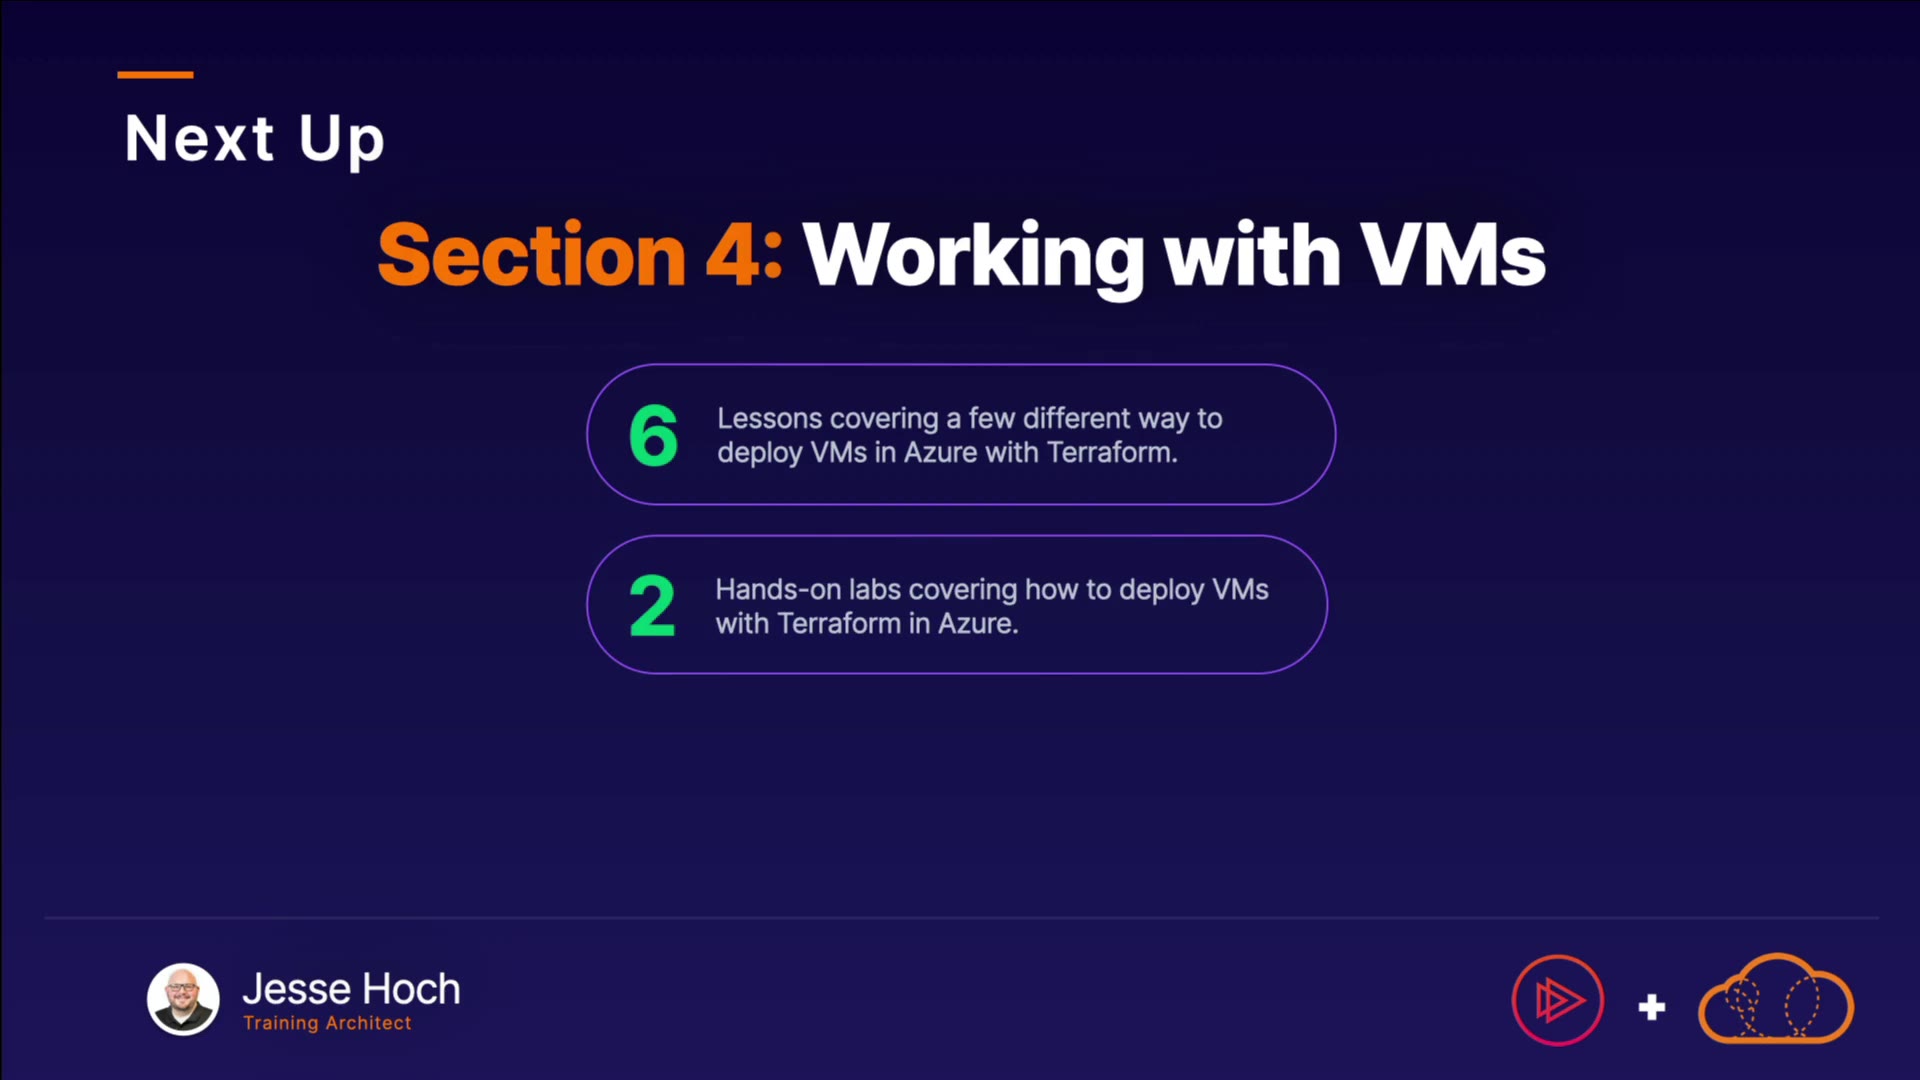 Next Up
Section 4: Working with VMs
6
Lessons covering a few different way to
deploy VMs in Azure with Terraform.
2
Hands-on labs covering how to deploy VMs
with Terraform in Azure.
Jesse Hoch
Training Architect